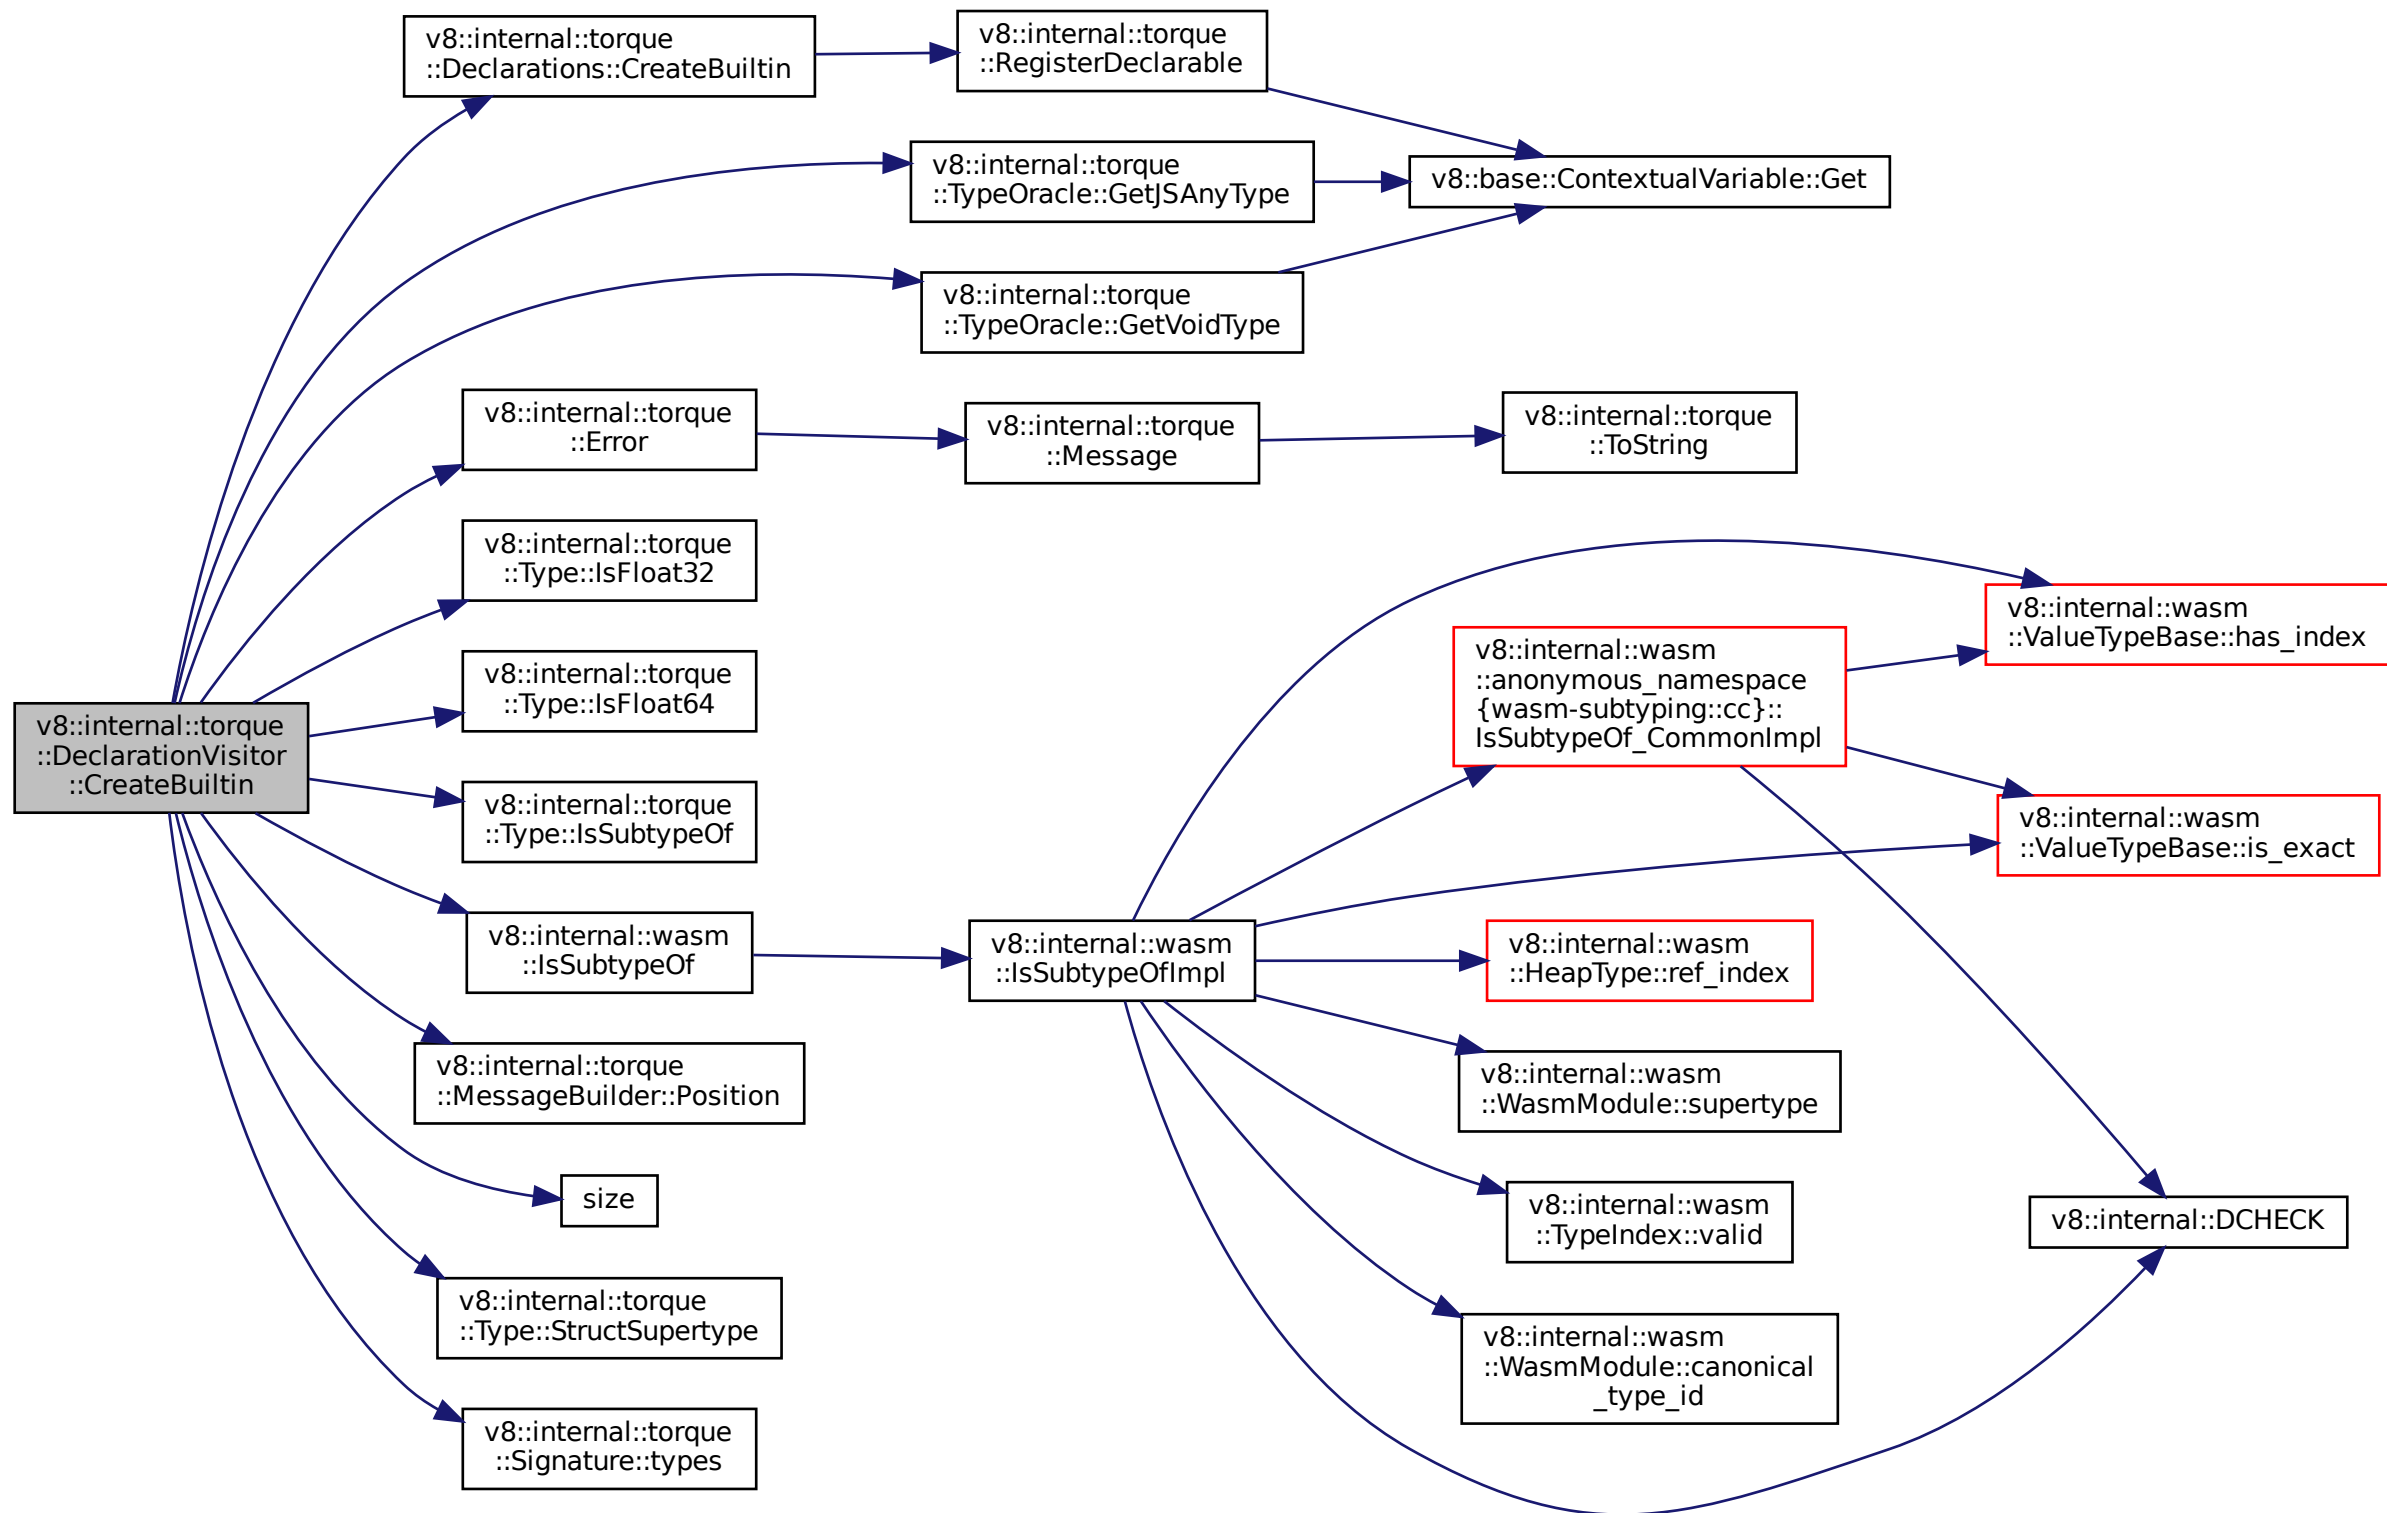 v8::internal::torque
::DeclarationVisitor
::CreateBuiltin
v8::internal::torque
::Declarations::CreateBuiltin
v8::internal::torque
::RegisterDeclarable
v8::internal::torque
::TypeOracle::GetJSAnyType
v8::base::ContextualVariable::Get
v8::internal::torque
::TypeOracle::GetVoidType
v8::internal::torque
::Error
v8::internal::torque
::Message
v8::internal::torque
::ToString
v8::internal::torque
::Type::IsFloat32
v8::internal::torque
::Type::IsFloat64
v8::internal::torque
::Type::IsSubtypeOf
v8::internal::wasm
::IsSubtypeOf
v8::internal::wasm
::IsSubtypeOfImpl
v8::internal::wasm
::anonymous_namespace
{wasm-subtyping::cc}::
IsSubtypeOf_CommonImpl
v8::internal::wasm
::ValueTypeBase::has_index
v8::internal::wasm
::ValueTypeBase::is_exact
v8::internal::wasm
::HeapType::ref_index
v8::internal::wasm
::WasmModule::supertype
v8::internal::wasm
::TypeIndex::valid
v8::internal::wasm
::WasmModule::canonical
_type_id
v8::internal::DCHECK
v8::internal::torque
::MessageBuilder::Position
size
v8::internal::torque
::Type::StructSupertype
v8::internal::torque
::Signature::types